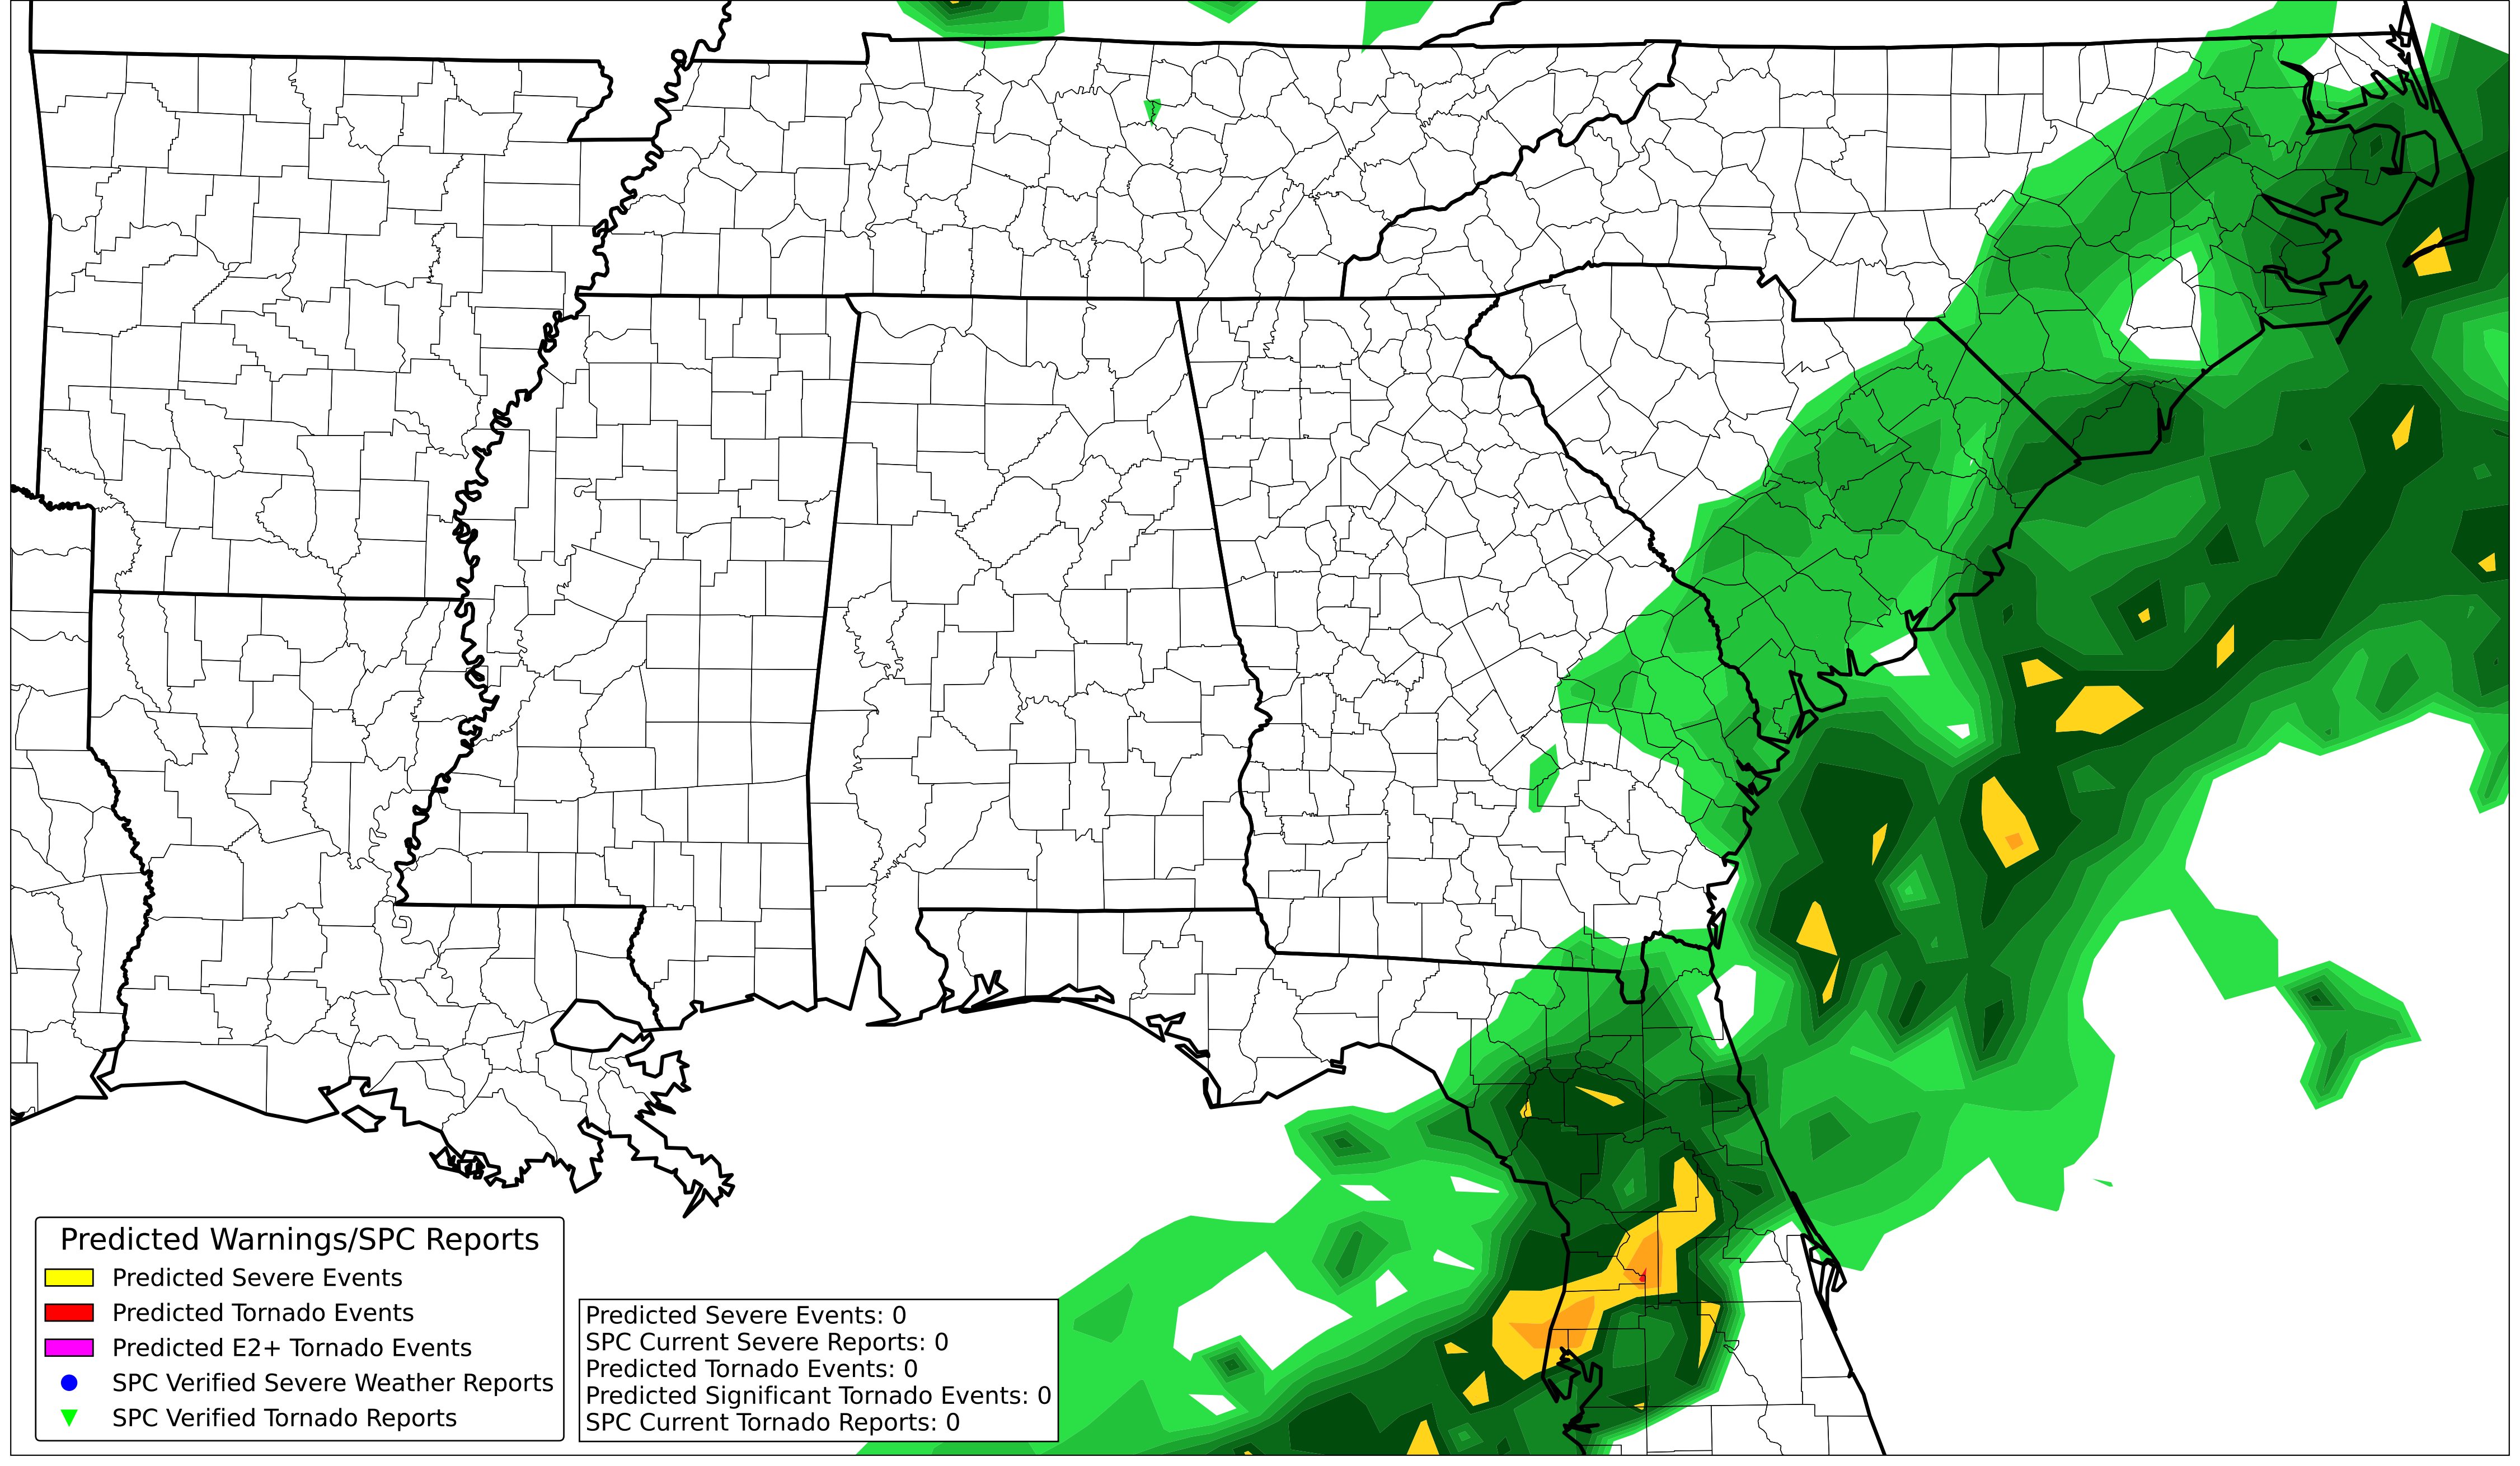 Predicted Warnings/SPC Reports
Predicted Severe Events
Predicted Tornado Events
Predicted E2+ Tornado Events
SPC Verified Severe Weather Reports
SPC Verified Tornado Reports
Predicted Severe Events: 0
SPC Current Severe Reports: 0
Predicted Tornado Events: 0
Predicted Significant Tornado Events: 0
SPC Current Tornado Reports: 0